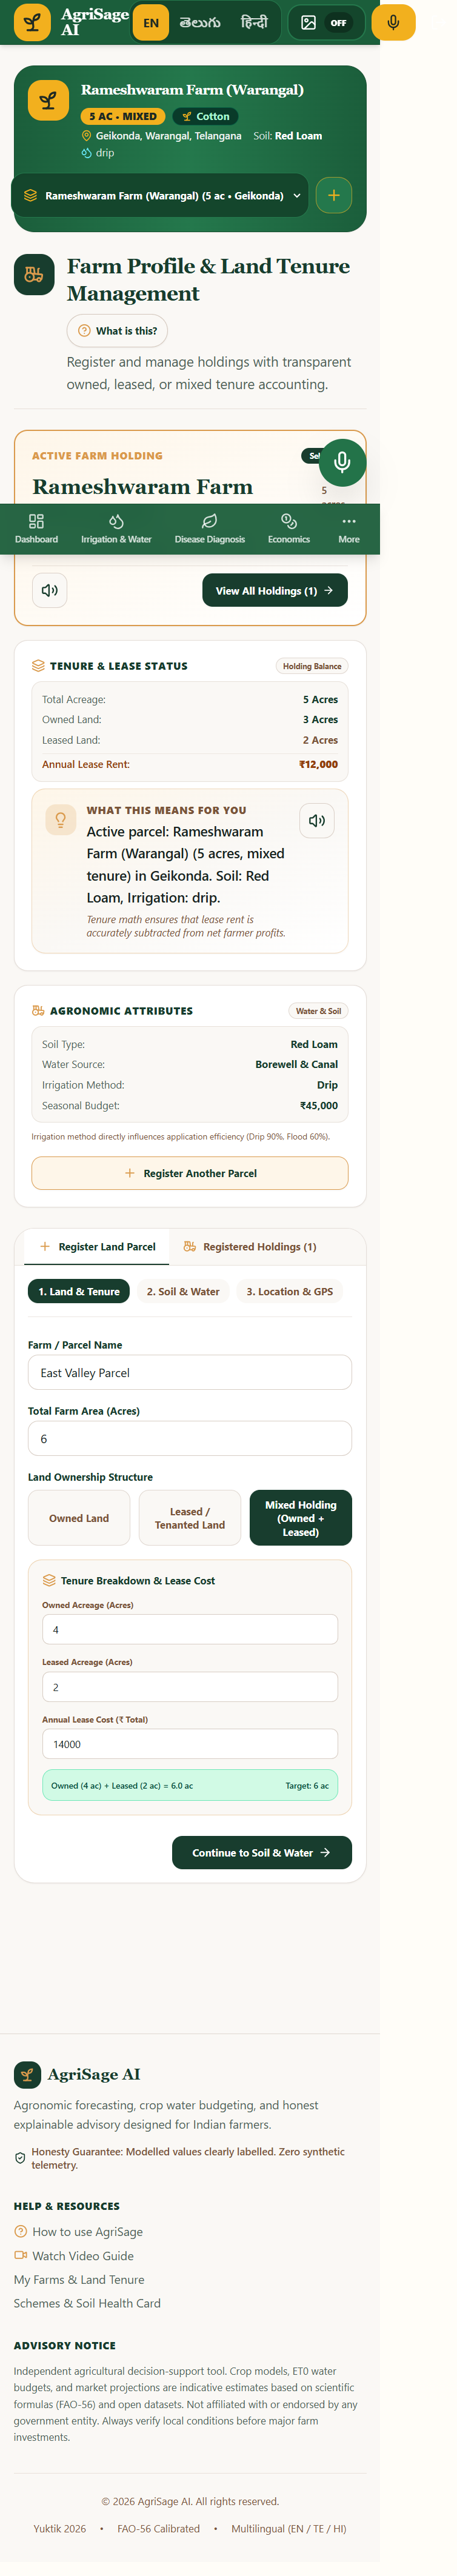 AgriSage
AI
EN
తెలుగు
हिन्दी
OFF
Rameshwaram Farm (Warangal)
5 AC • MIXED
Cotton
Geikonda, Warangal, Telangana Soil: Red Loam
drip
Rameshwaram Farm (Warangal) (5 ac • Geikonda)
Farm Profile & Land Tenure
Management
What is this?
Register and manage holdings with transparent
owned, leased, or mixed tenure accounting.
ACTIVE FARM HOLDING
Rameshwaram Farm
5
Dashboard
Irrigation & Water
Disease Diagnosis
Economics
More
View All Holdings (1)
TENURE & LEASE STATUS
Holding Balance
Total Acreage: 5 Acres
Owned Land: 3 Acres
Leased Land: 2 Acres
Annual Lease Rent: ₹12,000
WHAT THIS MEANS FOR YOU
Active parcel: Rameshwaram
Farm (Warangal) (5 acres, mixed
tenure) in Geikonda. Soil: Red
Loam, Irrigation: drip.
Tenure math ensures that lease rent is
accurately subtracted from net farmer profits.
AGRONOMIC ATTRIBUTES
Water & Soil
Soil Type: Red Loam
Water Source: Borewell & Canal
Irrigation Method: Drip
Seasonal Budget: ₹45,000
Irrigation method directly influences application efficiency (Drip 90%, Flood 60%).
Register Another Parcel
Register Land Parcel
Registered Holdings (1)
1. Land & Tenure
2. Soil & Water
3. Location & GPS
Farm / Parcel Name
East Valley Parcel
Total Farm Area (Acres)
6
Land Ownership Structure
Owned Land
Leased /
Tenanted Land
Mixed Holding
(Owned +
Leased)
Tenure Breakdown & Lease Cost
Owned Acreage (Acres)
4
Leased Acreage (Acres)
2
Annual Lease Cost (₹ Total)
14000
Owned (4 ac) + Leased (2 ac) = 6.0 ac
Target: 6 ac
Continue to Soil & Water
AgriSage AI
Agronomic forecasting, crop water budgeting, and honest
explainable advisory designed for Indian farmers.
Honesty Guarantee: Modelled values clearly labelled. Zero synthetic
telemetry.
HELP & RESOURCES
How to use AgriSage
Watch Video Guide
My Farms & Land Tenure
Schemes & Soil Health Card
ADVISORY NOTICE
Independent agricultural decision-support tool. Crop models, ET0 water
budgets, and market projections are indicative estimates based on scientific
formulas (FAO-56) and open datasets. Not affiliated with or endorsed by any
government entity. Always verify local conditions before major farm
investments.
© 2026 AgriSage AI. All rights reserved.
Yuktik 2026 • FAO-56 Calibrated • Multilingual (EN / TE / HI)